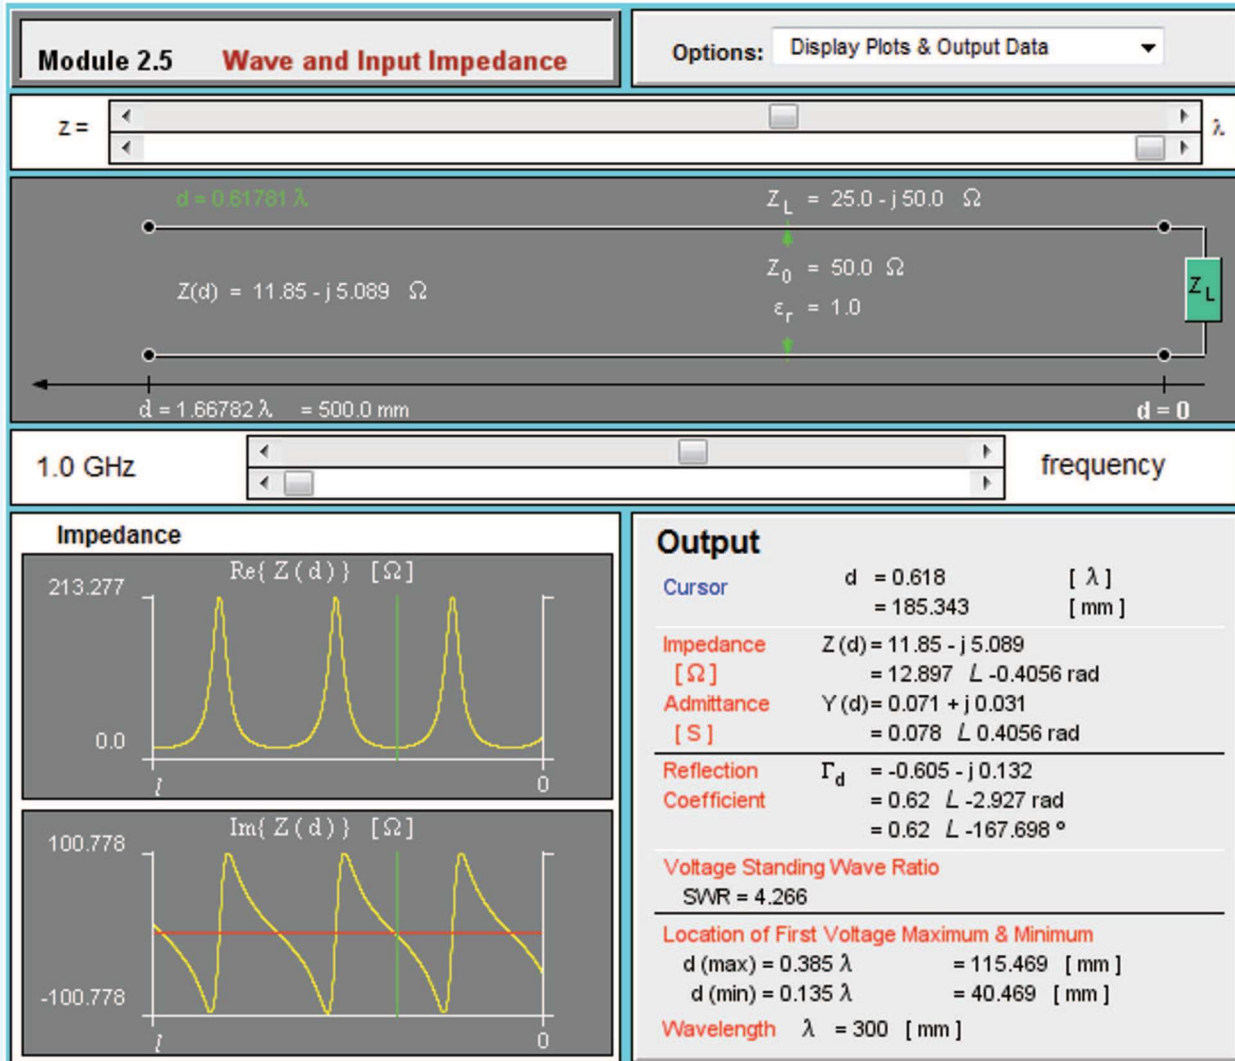 Module 2.5 Wave and Input Impedance
Options: Display Plots & Output Data
z = λ
d = 0.61781 λ
Z_L = 25.0 - j 50.0 Ω
Z_0 = 50.0 Ω
Z(d) = 11.85 - j 5.089 Ω
ε_r = 1.0
Z_L
d = 1.66782 λ = 500.0 mm
d = 0
1.0 GHz frequency
Impedance
Re{ Z(d) } [Ω]
213.277
0.0
l 0
Im{ Z(d) } [Ω]
100.778
-100.778
l 0
Output
Cursor d = 0.618 [ λ ]
= 185.343 [ mm ]
Impedance Z(d) = 11.85 - j 5.089
[ Ω ] = 12.897 L -0.4056 rad
Admittance Y(d) = 0.071 + j 0.031
[ S ] = 0.078 L 0.4056 rad
Reflection Γ_d = -0.605 - j 0.132
Coefficient = 0.62 L -2.927 rad
= 0.62 L -167.698 º
Voltage Standing Wave Ratio
SWR = 4.266
Location of First Voltage Maximum & Minimum
d (max) = 0.385 λ = 115.469 [ mm ]
d (min) = 0.135 λ = 40.469 [ mm ]
Wavelength λ = 300 [ mm ]